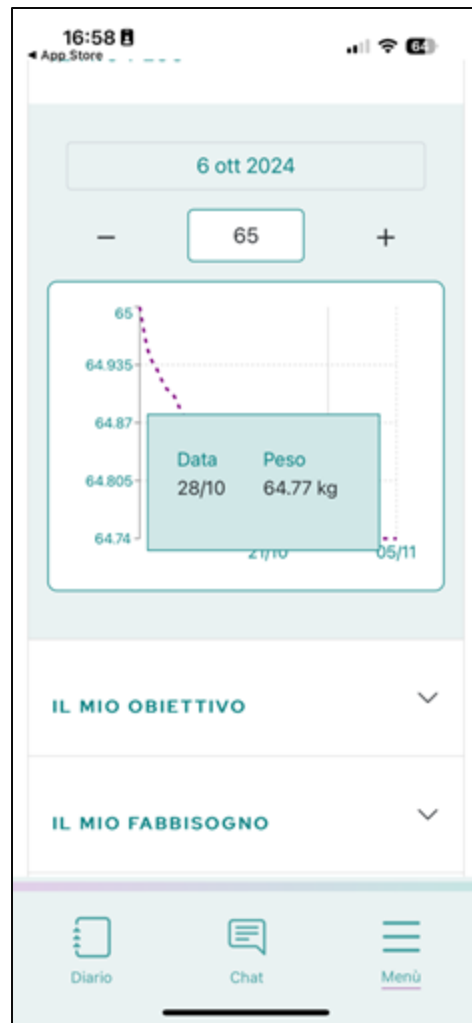 16:58
◀ App Store
64
6 ott 2024
− 65 +
65
64.935
64.87
64.805
64.74
Data Peso
28/10 64.77 kg
21/10 05/11
IL MIO OBIETTIVO
IL MIO FABBISOGNO
Diario Chat Menù